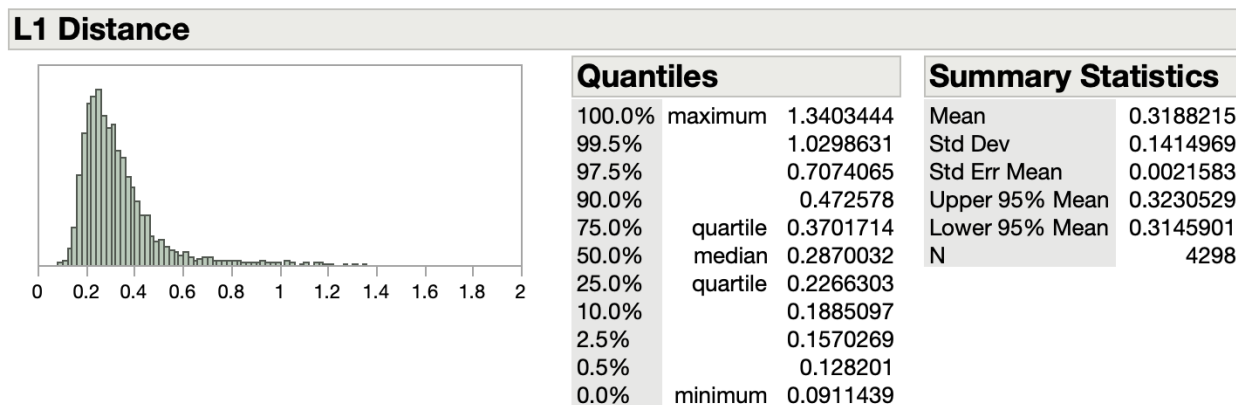 L1 Distance
0 0.2 0.4 0.6 0.8 1 1.2 1.4 1.6 1.8 2
Quantiles
100.0% maximum 1.3403444
99.5% 1.0298631
97.5% 0.7074065
90.0% 0.472578
75.0% quartile 0.3701714
50.0% median 0.2870032
25.0% quartile 0.2266303
10.0% 0.1885097
2.5% 0.1570269
0.5% 0.128201
0.0% minimum 0.0911439
Summary Statistics
Mean 0.3188215
Std Dev 0.1414969
Std Err Mean 0.0021583
Upper 95% Mean 0.3230529
Lower 95% Mean 0.3145901
N 4298